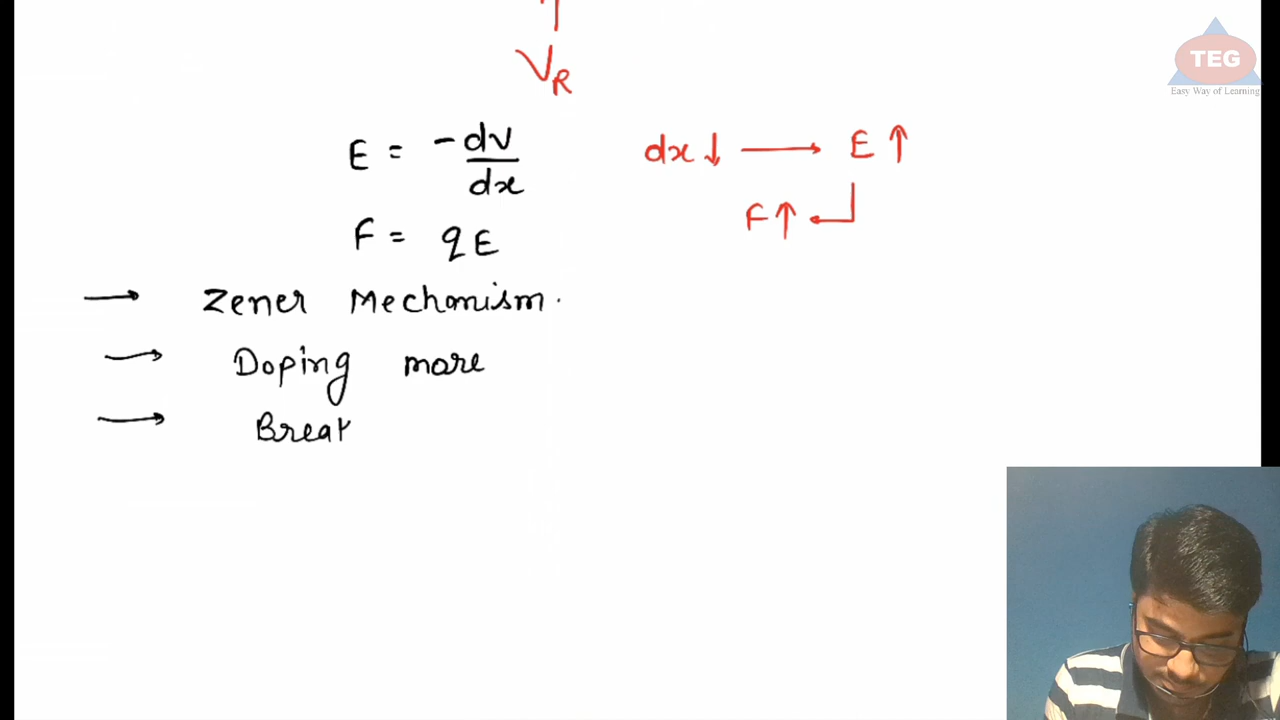 ↑
V_R
TEG
Easy Way of Learning
E = -dv/dx
dx ↓ → E ↑
F ↑
F = qE
→ Zener Mechanism.
→ Doping more
→ Break